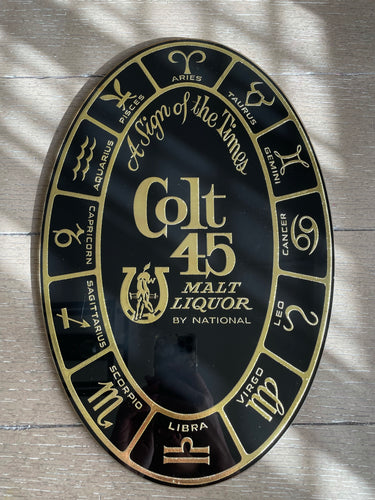 A Sign of the Times
Colt
45
MALT
LIQUOR
BY NATIONAL
ARIES
TAURUS
GEMINI
CANCER
LEO
VIRGO
LIBRA
SCORPIO
SAGITTARIUS
CAPRICORN
AQUARIUS
PISCES